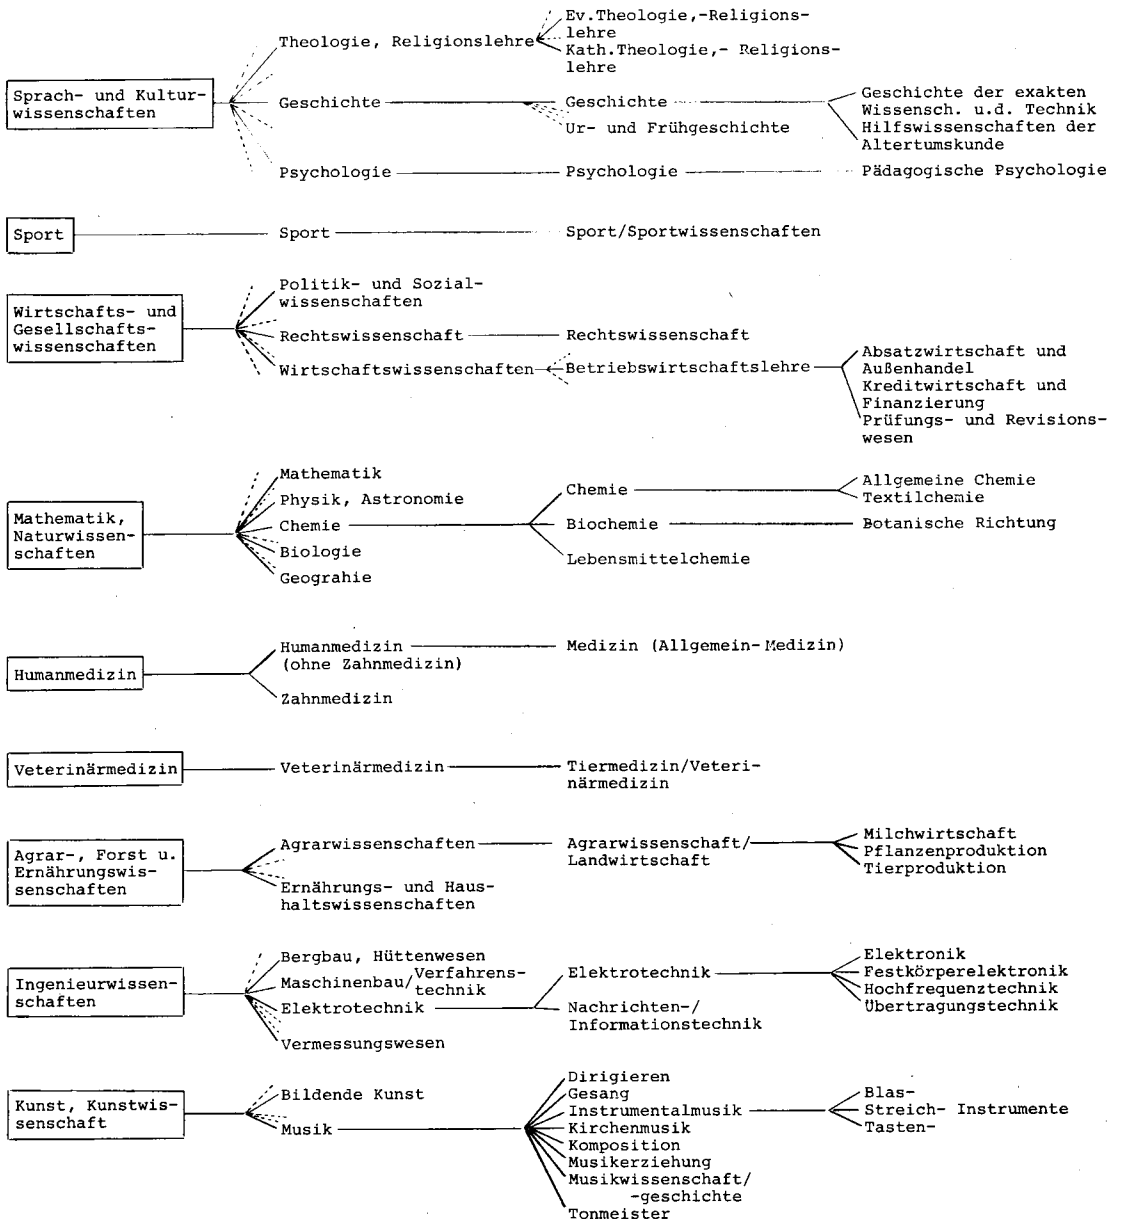 Ev.Theologie,-Religions-
lehre
Theologie, Religionslehre
Kath.Theologie,- Religions-
lehre
Sprach- und Kultur-
wissenschaften
Geschichte
Geschichte
Ur- und Frühgeschichte
Geschichte der exakten
Wissensch. u.d. Technik
Hilfswissenschaften der
Altertumskunde
Psychologie
Psychologie
Pädagogische Psychologie
Sport
Sport
Sport/Sportwissenschaften
Wirtschafts- und
Gesellschafts-
wissenschaften
Politik- und Sozial-
wissenschaften
Rechtswissenschaft
Rechtswissenschaft
Wirtschaftswissenschaften
Betriebswirtschaftslehre
Absatzwirtschaft und
Außenhandel
Kreditwirtschaft und
Finanzierung
Prüfungs- und Revisions-
wesen
Mathematik,
Naturwissen-
schaften
Mathematik
Physik, Astronomie
Chemie
Biologie
Geograhie
Chemie
Biochemie
Lebensmittelchemie
Allgemeine Chemie
Textilchemie
Botanische Richtung
Humanmedizin
Humanmedizin
(ohne Zahnmedizin)
Zahnmedizin
Medizin (Allgemein-Medizin)
Veterinärmedizin
Veterinärmedizin
Tiermedizin/Veteri-
närmedizin
Agrar-, Forst u.
Ernährungswis-
senschaften
Agrarwissenschaften
Ernährungs- und Haus-
haltswissenschaften
Agrarwissenschaft/
Landwirtschaft
Milchwirtschaft
Pflanzenproduktion
Tierproduktion
Ingenieurwissen-
schaften
Bergbau, Hüttenwesen
Maschinenbau/Verfahrens-
technik
Elektrotechnik
Vermessungswesen
Elektrotechnik
Nachrichten-/
Informationstechnik
Elektronik
Festkörperelektronik
Hochfrequenztechnik
Übertragungstechnik
Kunst, Kunstwis-
senschaft
Bildende Kunst
Musik
Dirigieren
Gesang
Instrumentalmusik
Kirchenmusik
Komposition
Musikerziehung
Musikwissenschaft/
-geschichte
Tonmeister
Blas-
Streich- Instrumente
Tasten-